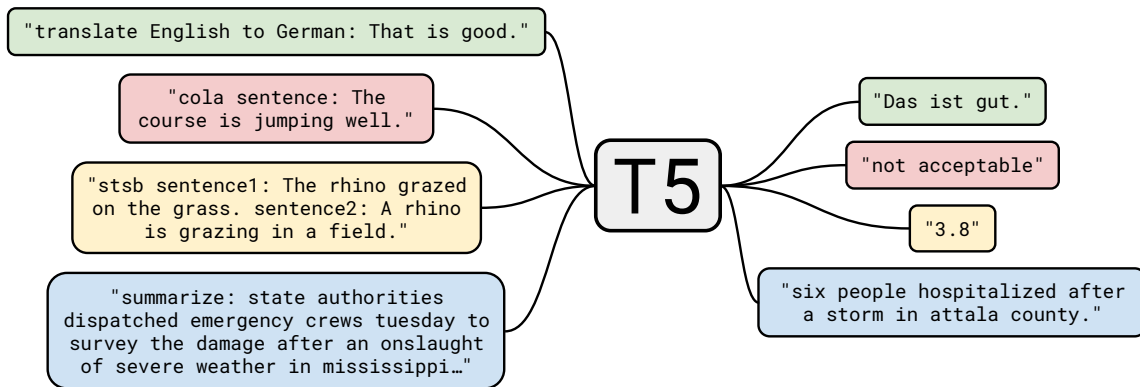 "translate English to German: That is good."
"cola sentence: The
course is jumping well."
"stsb sentence1: The rhino grazed
on the grass. sentence2: A rhino
is grazing in a field."
"summarize: state authorities
dispatched emergency crews tuesday to
survey the damage after an onslaught
of severe weather in mississippi…"
T5
"Das ist gut."
"not acceptable"
"3.8"
"six people hospitalized after
a storm in attala county."